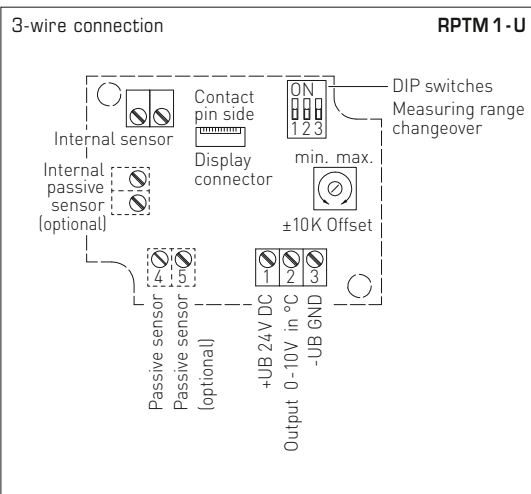 3-wire connection
RPTM 1 - U
ON
1 2 3
DIP switches
Measuring range
changeover
Contact
pin side
Internal sensor
Display
connector
min. max.
Internal
passive
sensor
(optional)
±10K Offset
4 5
1 2 3
Passive sensor
Passive sensor
(optional)
+UB 24V DC
Output 0-10V in °C
-UB GND